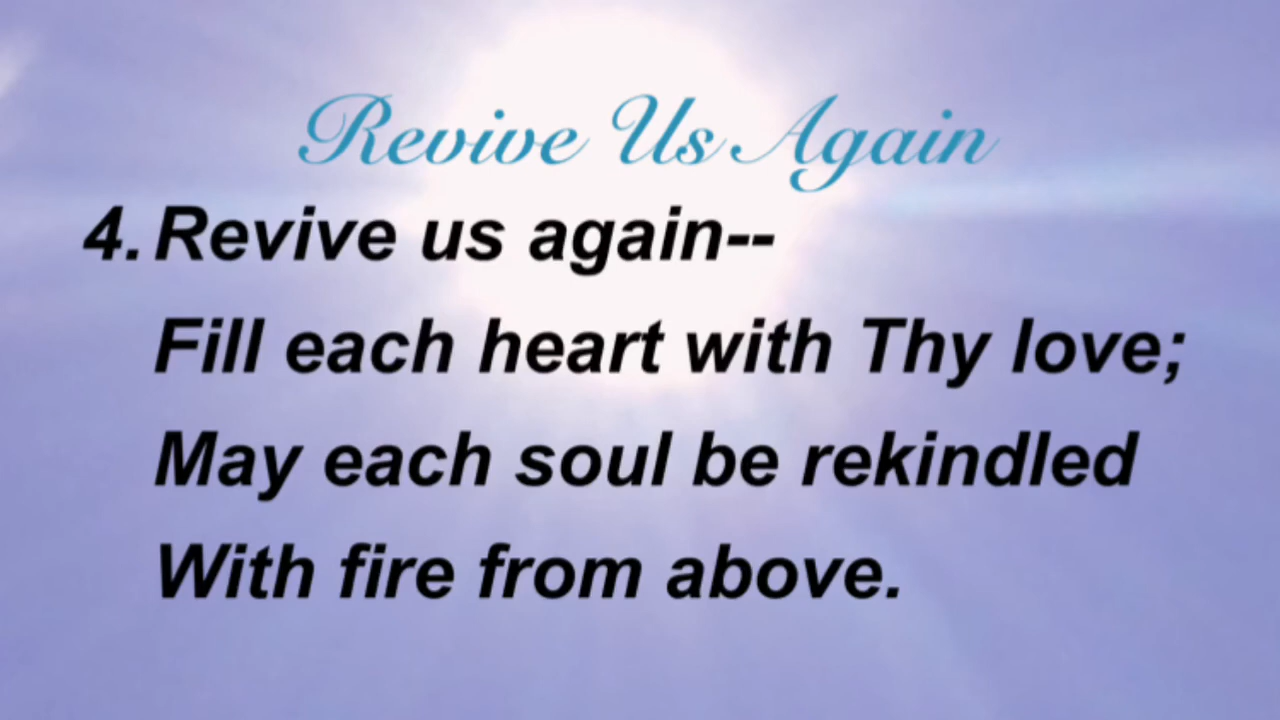 Revive Us Again
4. Revive us again--
Fill each heart with Thy love;
May each soul be rekindled
With fire from above.